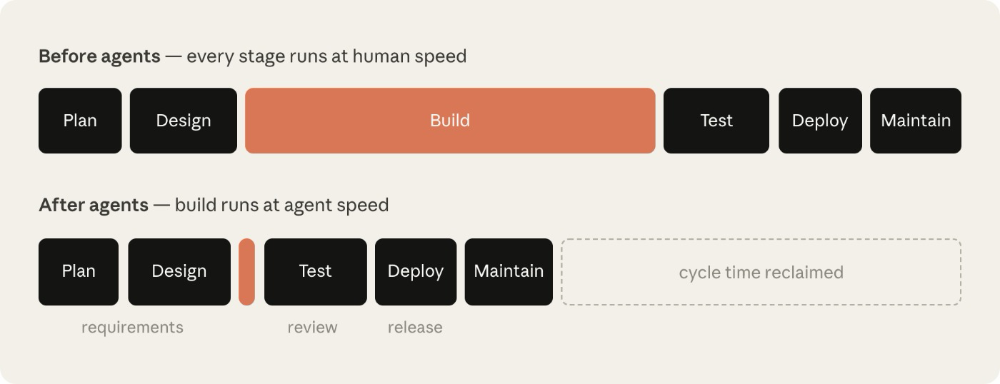 Before agents — every stage runs at human speed
Plan
Design
Build
Test
Deploy
Maintain
After agents — build runs at agent speed
Plan
Design
Test
Deploy
Maintain
cycle time reclaimed
requirements
review
release